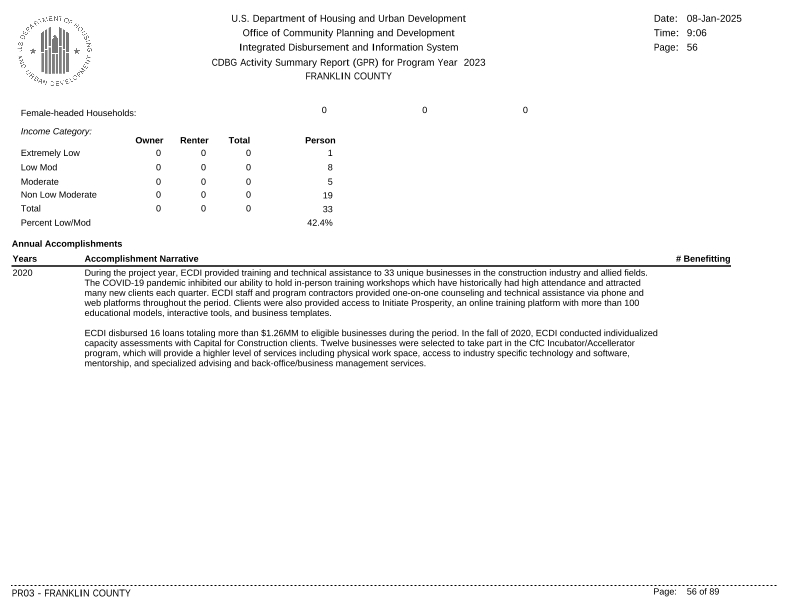 U.S. DEPARTMENT OF HOUSING
AND URBAN DEVELOPMENT
U.S. Department of Housing and Urban Development
Office of Community Planning and Development
Integrated Disbursement and Information System
CDBG Activity Summary Report (GPR) for Program Year 2023
FRANKLIN COUNTY
Date: 08-Jan-2025
Time: 9:06
Page: 56
Female-headed Households: 0 0 0
Income Category:
Owner Renter Total Person
Extremely Low 0 0 0 1
Low Mod 0 0 0 8
Moderate 0 0 0 5
Non Low Moderate 0 0 0 19
Total 0 0 0 33
Percent Low/Mod 42.4%
Annual Accomplishments
Years Accomplishment Narrative # Benefitting
2020 During the project year, ECDI provided training and technical assistance to 33 unique businesses in the construction industry and allied fields.
The COVID-19 pandemic inhibited our ability to hold in-person training workshops which have historically had high attendance and attracted
many new clients each quarter. ECDI staff and program contractors provided one-on-one counseling and technical assistance via phone and
web platforms throughout the period. Clients were also provided access to Initiate Prosperity, an online training platform with more than 100
educational models, interactive tools, and business templates.
ECDI disbursed 16 loans totaling more than $1.26MM to eligible businesses during the period. In the fall of 2020, ECDI conducted individualized
capacity assessments with Capital for Construction clients. Twelve businesses were selected to take part in the CfC Incubator/Accellerator
program, which will provide a highler level of services including physical work space, access to industry specific technology and software,
mentorship, and specialized advising and back-office/business management services.
PR03 - FRANKLIN COUNTY
Page: 56 of 89